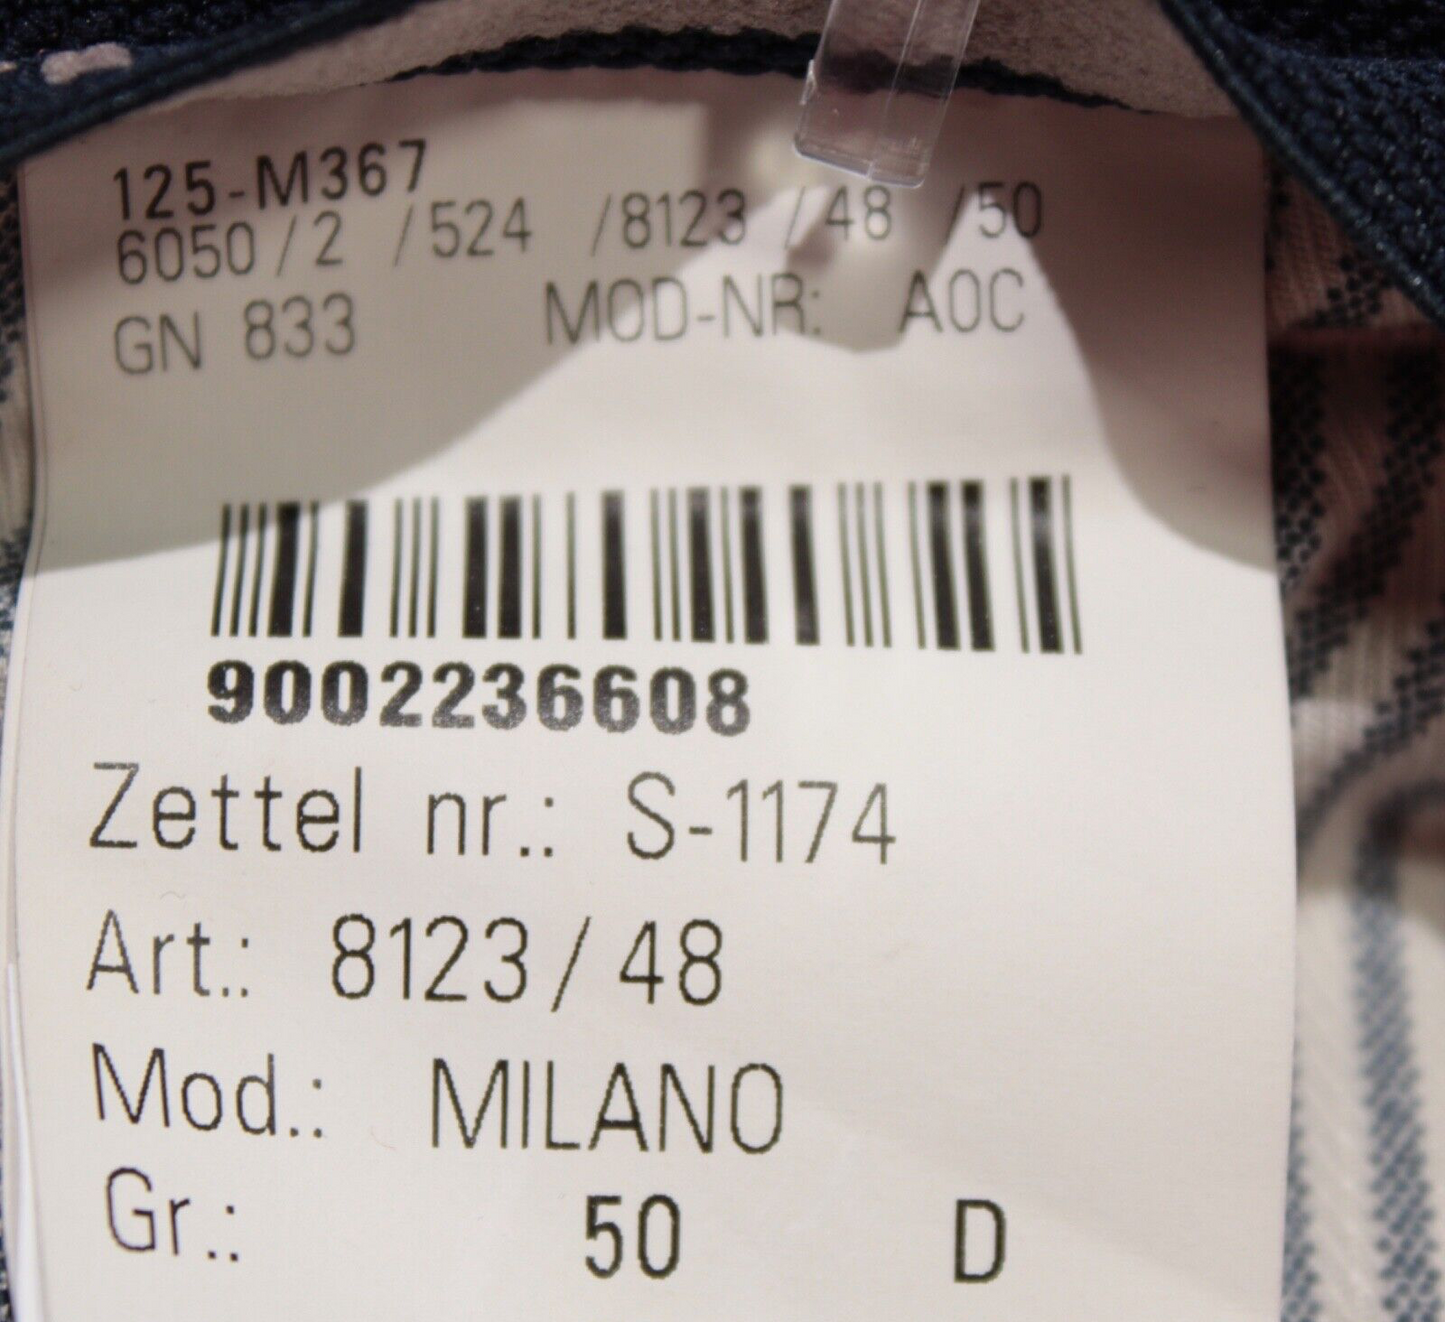 125-M367
6050/2 /524 /8123 /48 /50
GN 833 MOD-NR: A0C
9002236608
Zettel nr.: S-1174
Art.: 8123/48
Mod.: MILANO
Gr.: 50 D